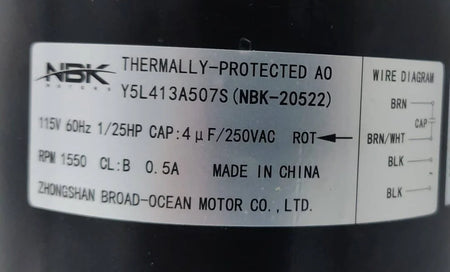 NBK MOTORS
THERMALLY-PROTECTED AO
Y5L413A507S(NBK-20522)
115V 60Hz 1/25HP CAP:4μF/250VAC ROT
RPM 1550 CL:B 0.5A MADE IN CHINA
ZHONGSHAN BROAD-OCEAN MOTOR CO.,LTD.
WIRE DIAGRAM
BRN
CAP
BRN/WHT
BLK
BLK